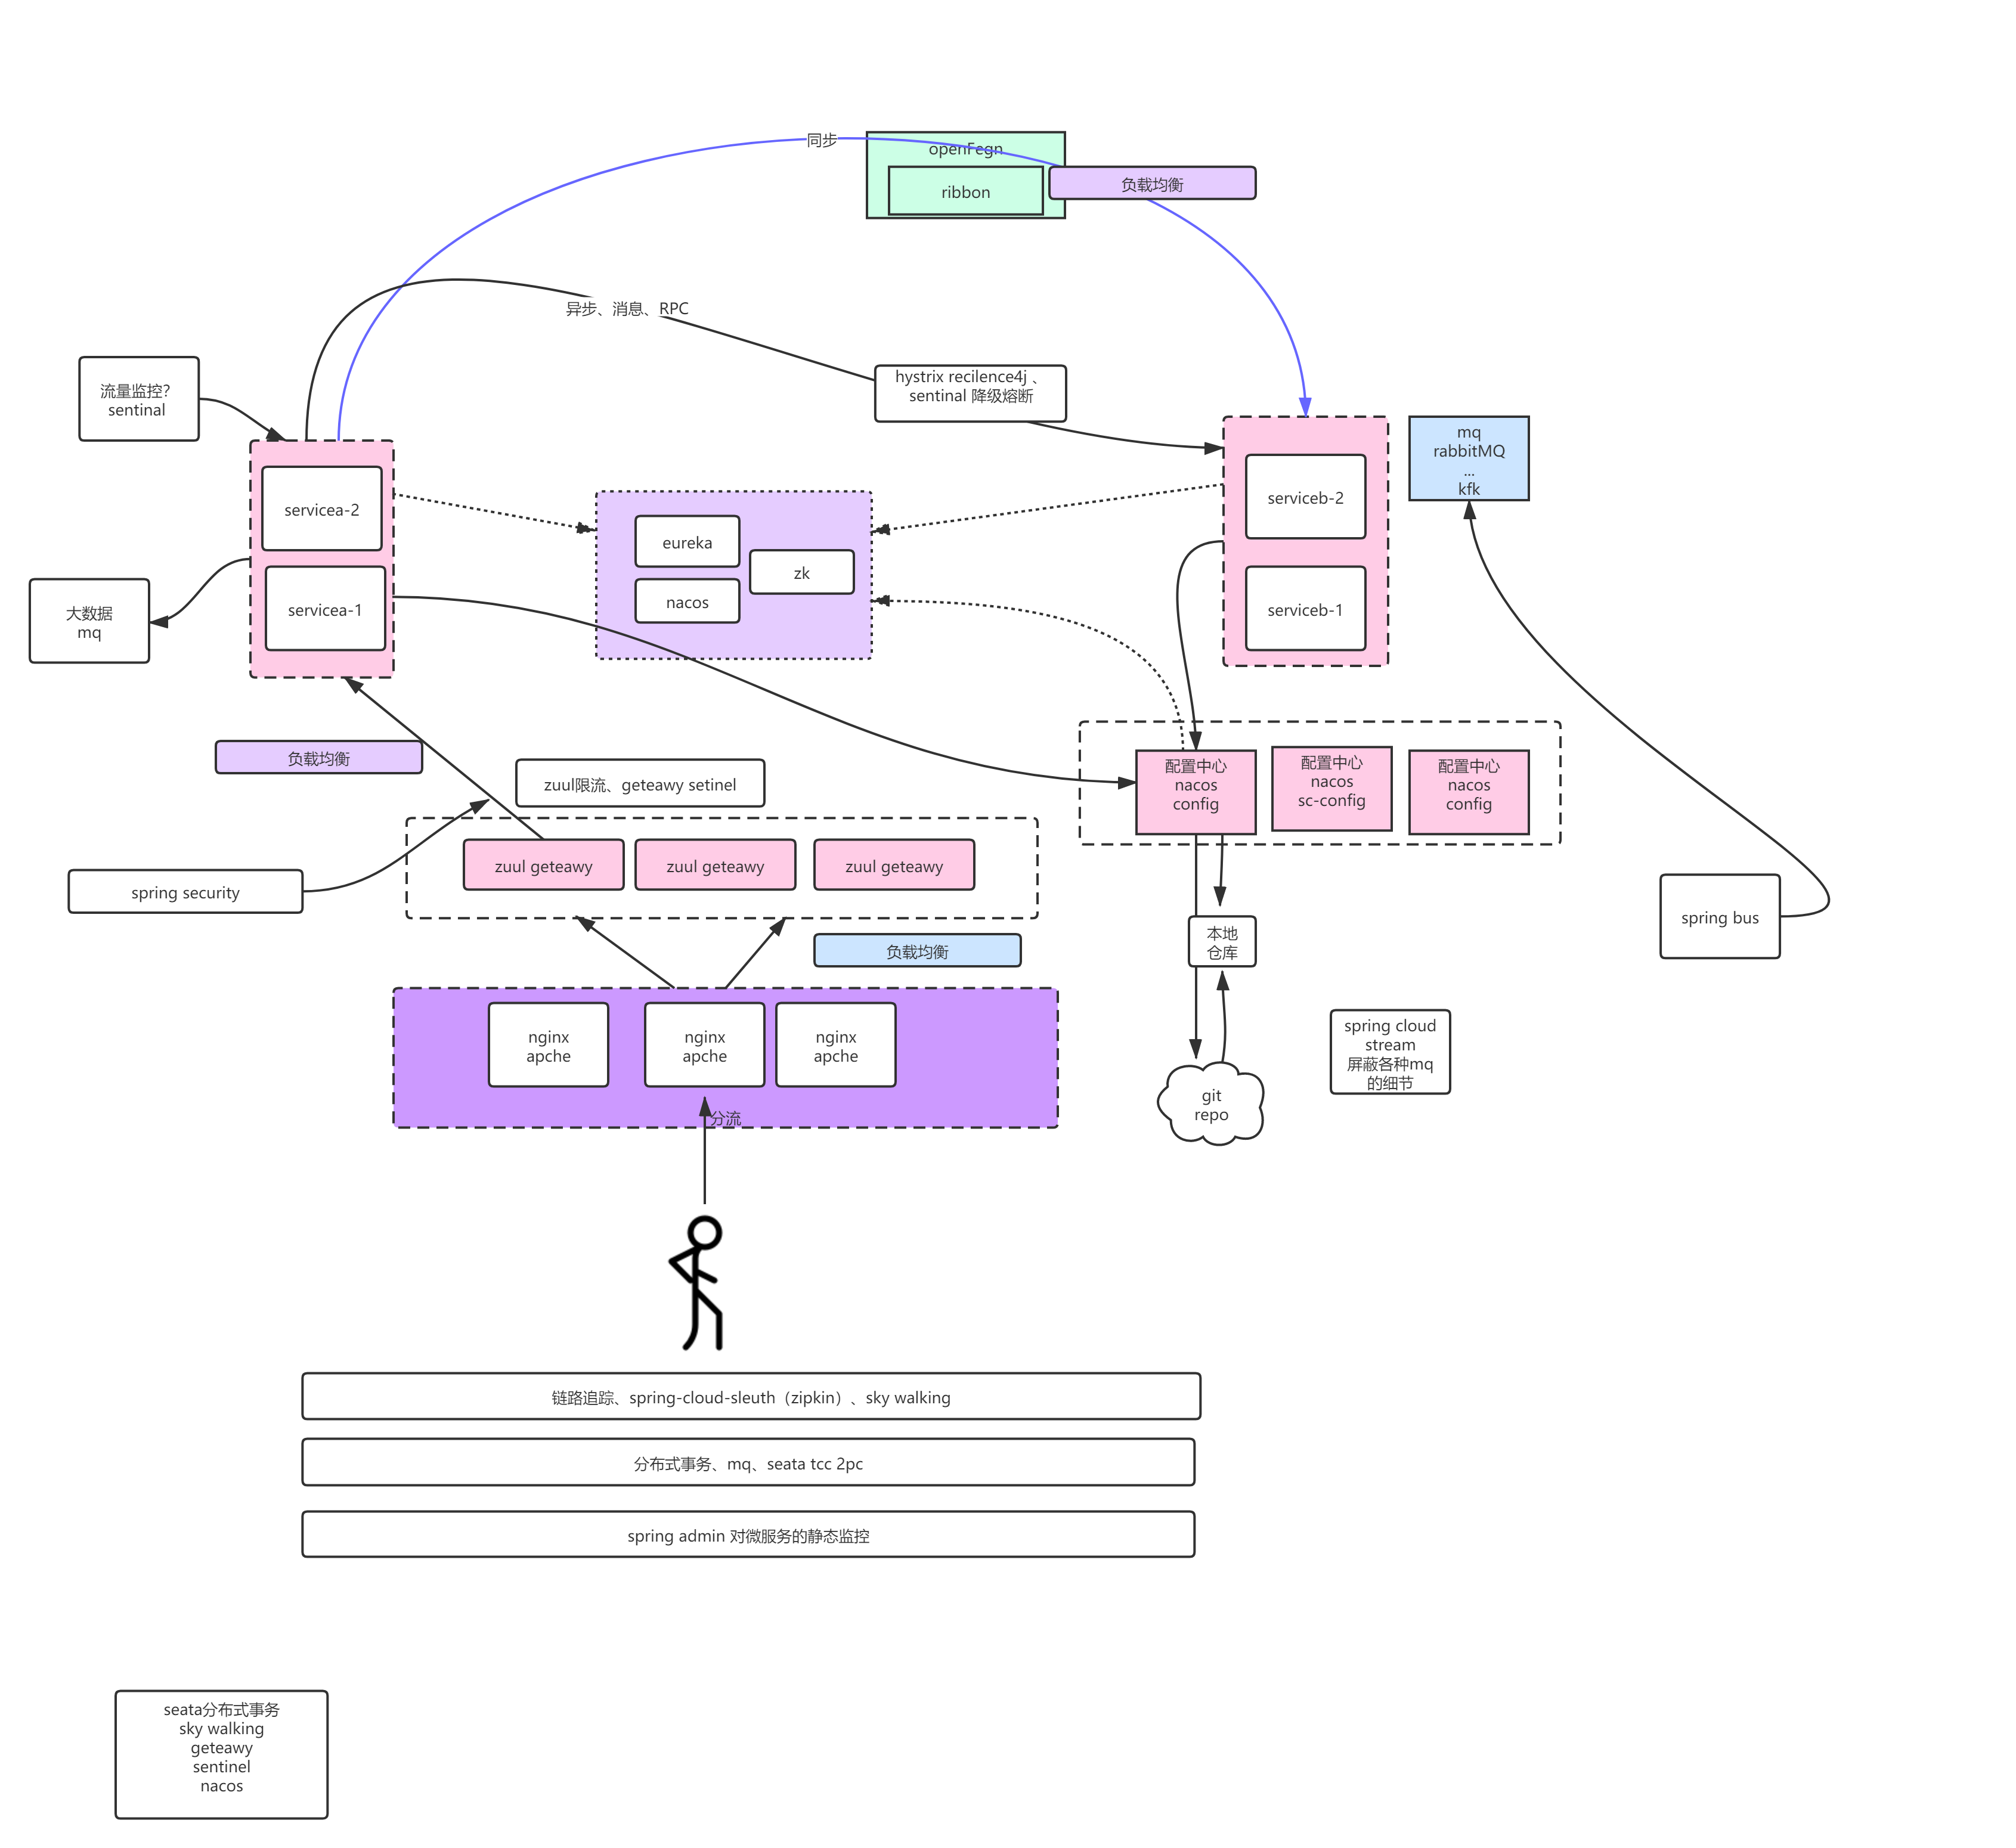 同步
openFegn
ribbon
负载均衡
异步、消息、RPC
hystrix recilence4j 、
sentinal 降级熔断
流量监控?
sentinal
servicea-2
servicea-1
大数据
mq
eureka
zk
nacos
serviceb-2
serviceb-1
mq
rabbitMQ
...
kfk
负载均衡
zuul限流、geteawy setinel
配置中心
nacos
config
配置中心
nacos
sc-config
配置中心
nacos
config
spring security
zuul geteawy
zuul geteawy
zuul geteawy
负载均衡
本地
仓库
spring bus
nginx
apche
nginx
apche
nginx
apche
分流
git
repo
spring cloud
stream
屏蔽各种mq
的细节
链路追踪、spring-cloud-sleuth（zipkin）、sky walking
分布式事务、mq、seata tcc 2pc
spring admin 对微服务的静态监控
seata分布式事务
sky walking
geteawy
sentinel
nacos